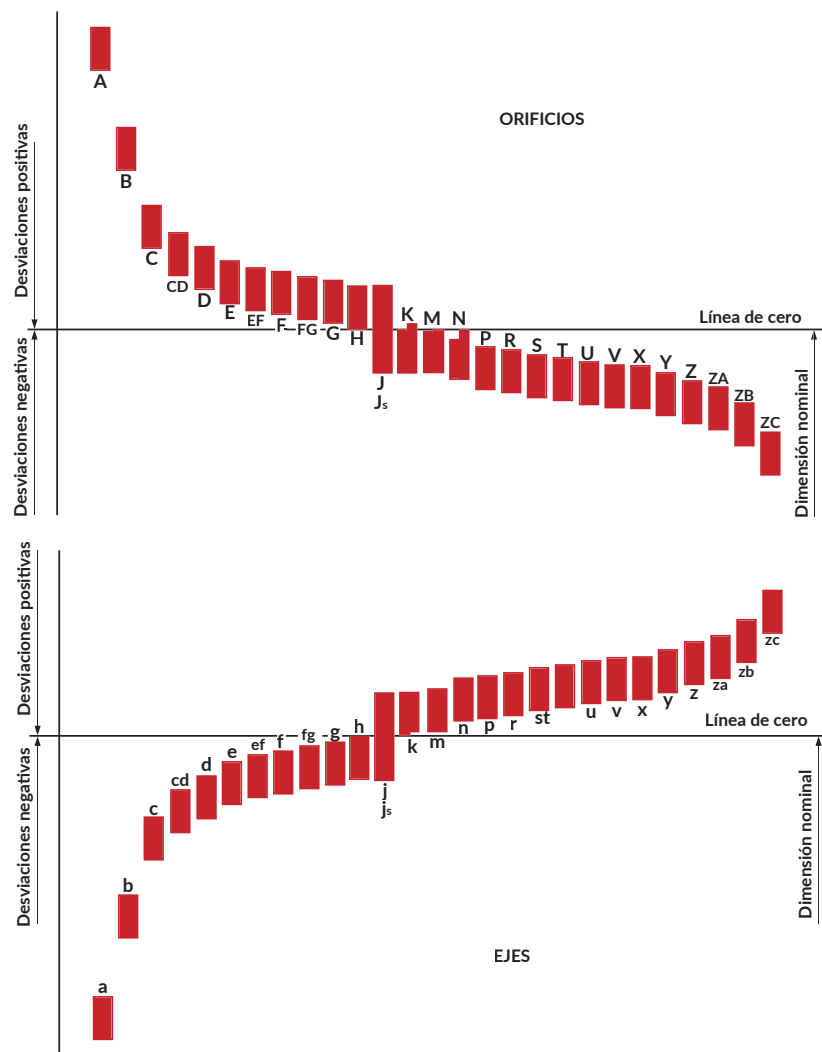 A
ORIFICIOS
Desviaciones positivas
B
C
CD
D
E
EF
F
FG
G
H
K
M
N
Línea de cero
P
R
S
T
U
V
X
Y
Z
ZA
ZB
ZC
J
Js
Desviaciones negativas
Dimensión nominal
Desviaciones positivas
zc
zb
za
z
y
x
v
u
st
r
p
n
m
k
Línea de cero
h
g
fg
f
ef
e
d
cd
c
b
a
j
js
Desviaciones negativas
Dimensión nominal
EJES